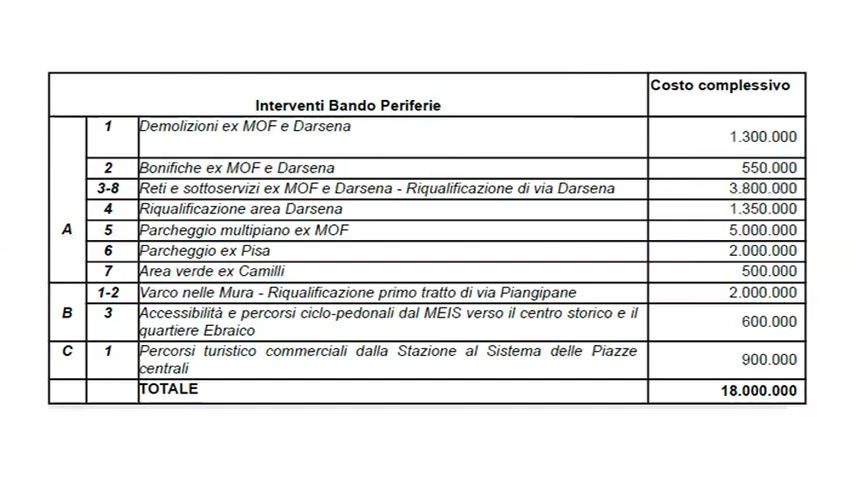 Interventi Bando Periferie Costo complessivo
A 1 Demolizioni ex MOF e Darsena 1.300.000
2 Bonifiche ex MOF e Darsena 550.000
3-8 Reti e sottoservizi ex MOF e Darsena - Riqualificazione di via Darsena 3.800.000
4 Riqualificazione area Darsena 1.350.000
5 Parcheggio multipiano ex MOF 5.000.000
6 Parcheggio ex Pisa 2.000.000
7 Area verde ex Camilli 500.000
B 1-2 Varco nelle Mura - Riqualificazione primo tratto di via Piangipane 2.000.000
3 Accessibilità e percorsi ciclo-pedonali dal MEIS verso il centro storico e il
quartiere Ebraico 600.000
C 1 Percorsi turistico commerciali dalla Stazione al Sistema delle Piazze
centrali 900.000
TOTALE 18.000.000